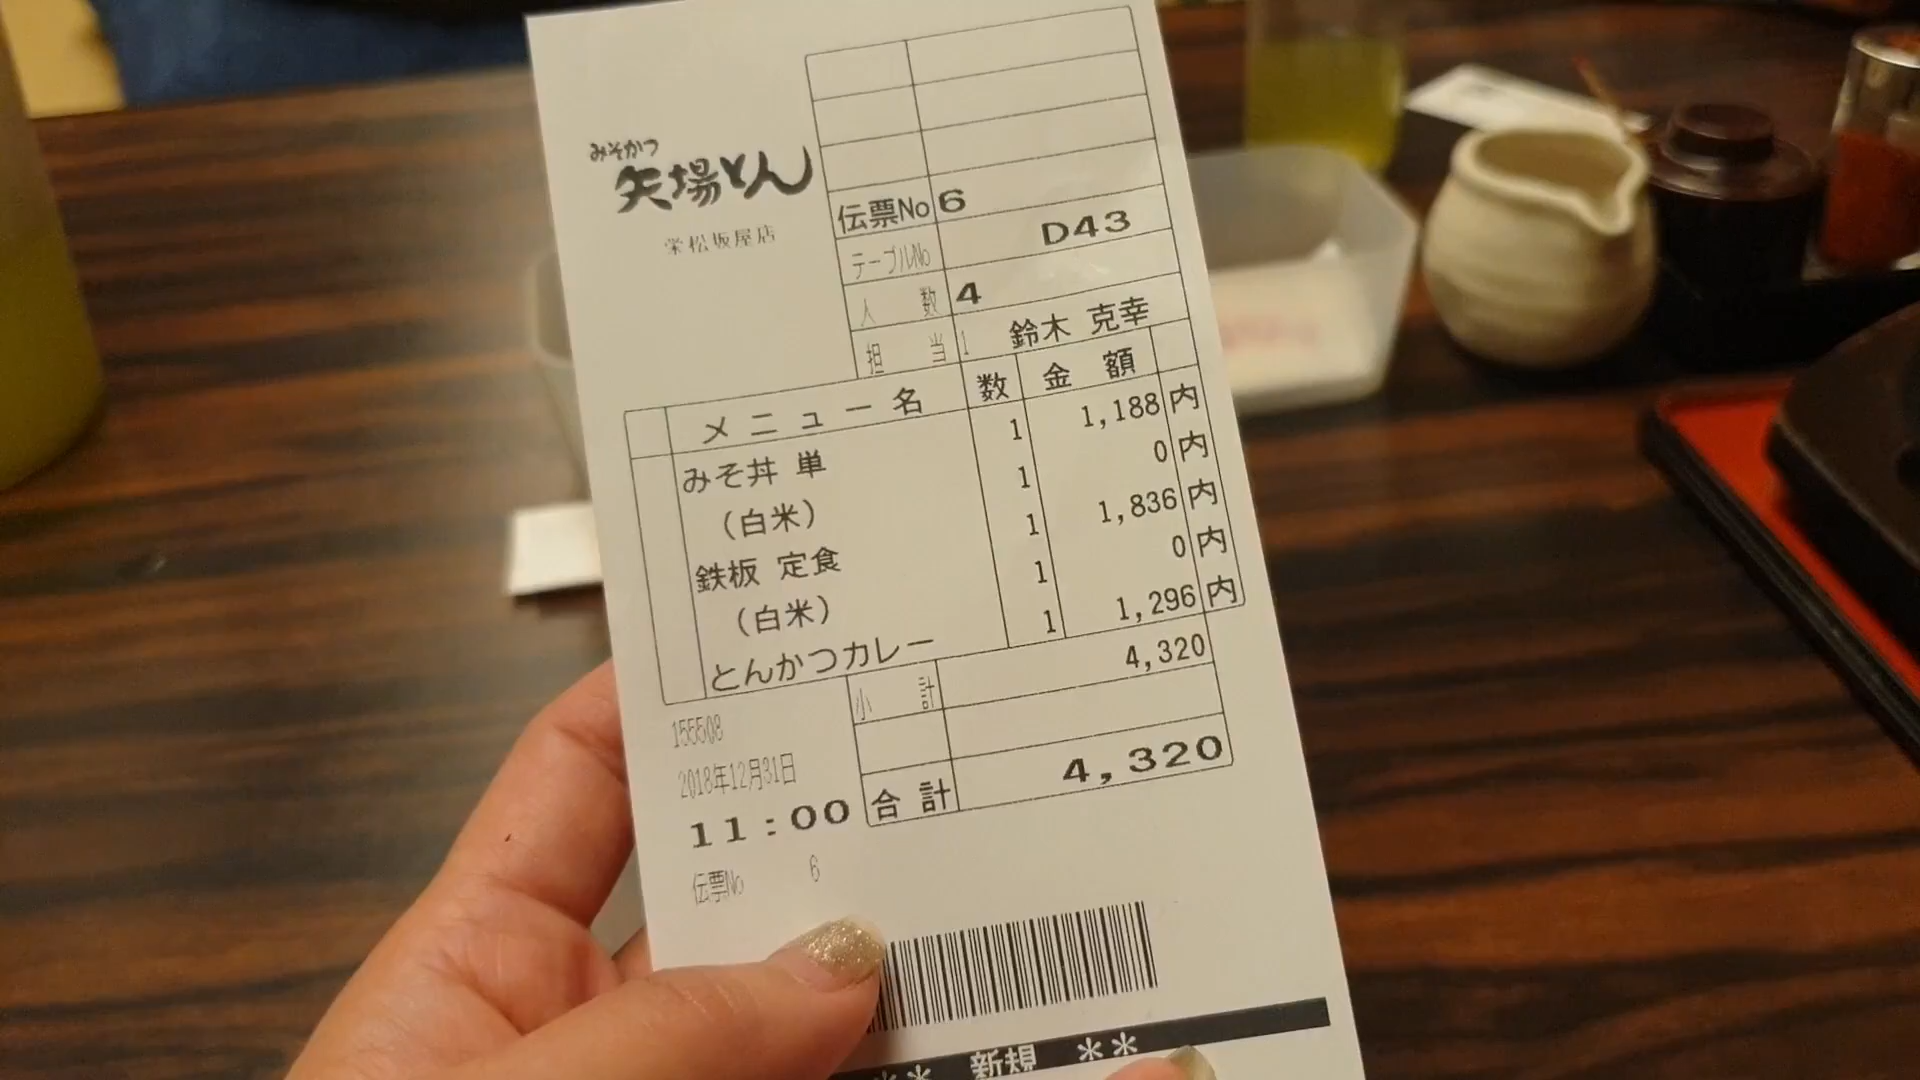 みそかつ
矢場とん
栄松坂屋店
伝票No 6
テーブルNo D43
人数 4
担当 1 鈴木 克幸
メニュー名 数 金額
みそ丼 単 1 1,188 内
(白米) 1 0 内
鉄板 定食 1 1,836 内
(白米) 1 0 内
とんかつカレー 1 1,296 内
小計 4,320
155508
2018年12月31日
合計 4,320
11:00
伝票No 6
** 新規 **